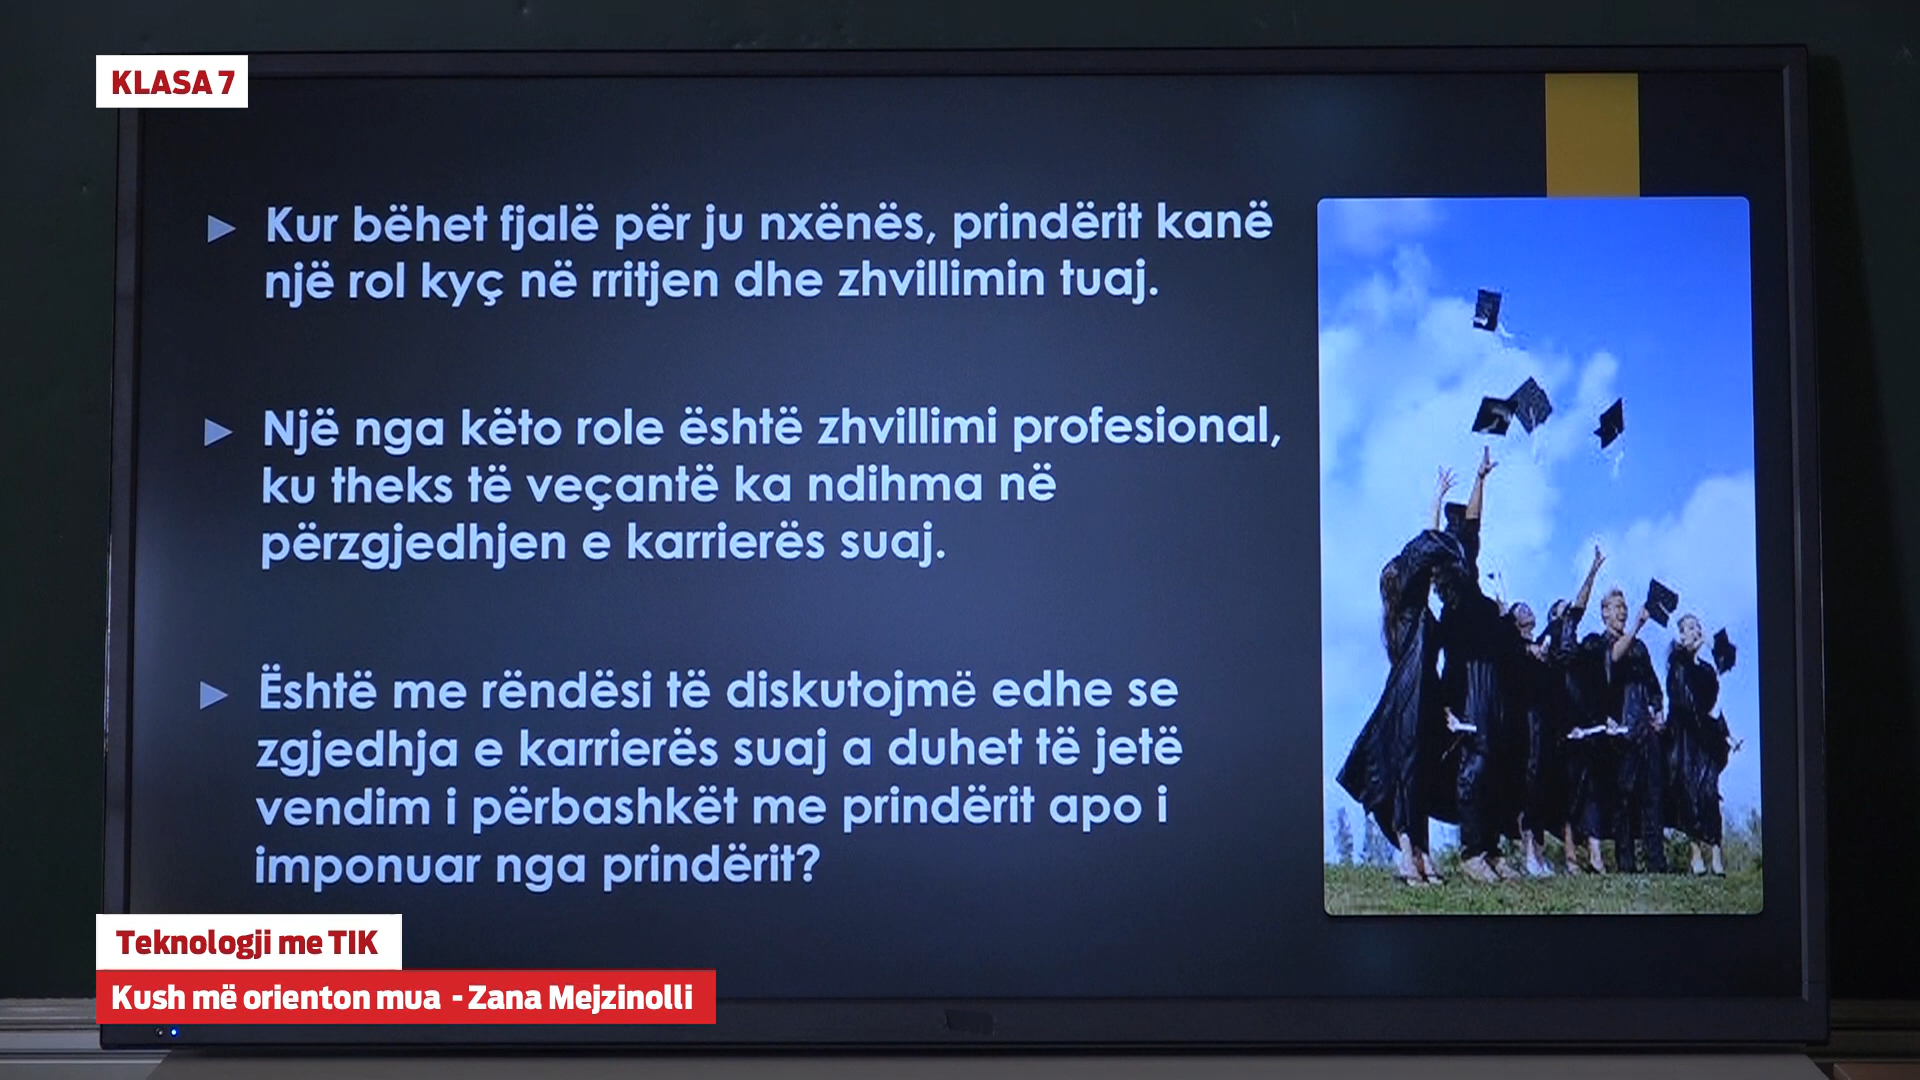 KLASA 7
Kur bëhet fjalë për ju nxënës, prindërit kanë
një rol kyç në rritjen dhe zhvillimin tuaj.
Një nga këto role është zhvillimi profesional,
ku theks të veçantë ka ndihma në
përzgjedhjen e karrierës suaj.
Është me rëndësi të diskutojmë edhe se
zgjedhja e karrierës suaj a duhet të jetë
vendim i përbashkët me prindërit apo i
imponuar nga prindërit?
Teknologji me TIK
Kush më orienton mua - Zana Mejzinolli